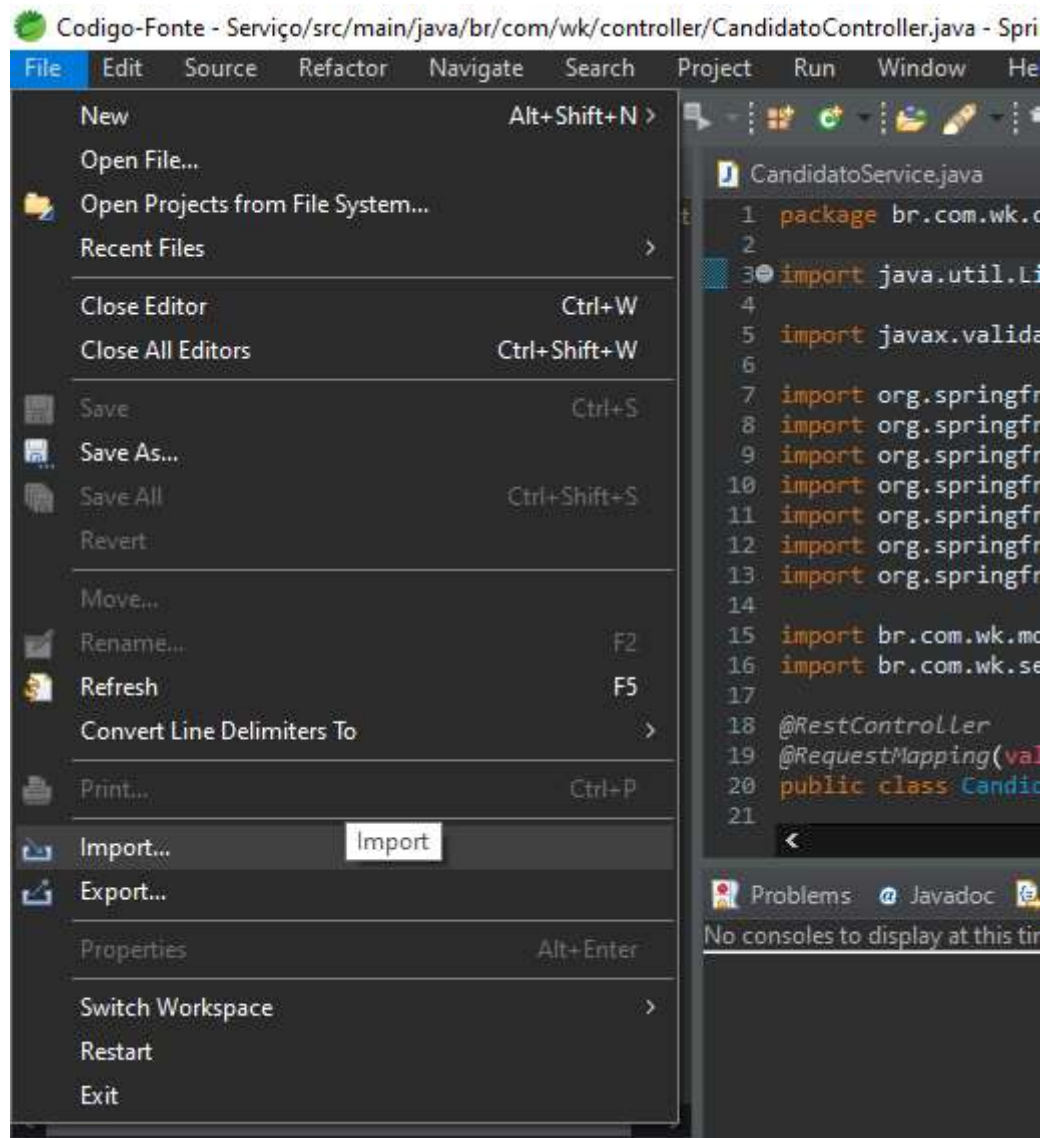 Codigo-Fonte - Serviço/src/main/java/br/com/wk/controller/CandidatoController.java - Spri
File Edit Source Refactor Navigate Search Project Run Window He
New Alt+Shift+N >
Open File...
Open Projects from File System...
Recent Files >
Close Editor Ctrl+W
Close All Editors Ctrl+Shift+W
Save Ctrl+S
Save As...
Save All Ctrl+Shift+S
Revert
Move...
Rename... F2
Refresh F5
Convert Line Delimiters To >
Print... Ctrl+P
Import...
Import
Export...
Properties Alt+Enter
Switch Workspace >
Restart
Exit
CandidatoService.java
1 package br.com.wk.c
2
3 import java.util.Li
4
5 import javax.valida
6
7 import org.springfr
8 import org.springfr
9 import org.springfr
10 import org.springfr
11 import org.springfr
12 import org.springfr
13 import org.springfr
14
15 import br.com.wk.mo
16 import br.com.wk.se
17
18 @RestController
19 @RequestMapping(val
20 public class Candid
21
Problems @ Javadoc
No consoles to display at this tim